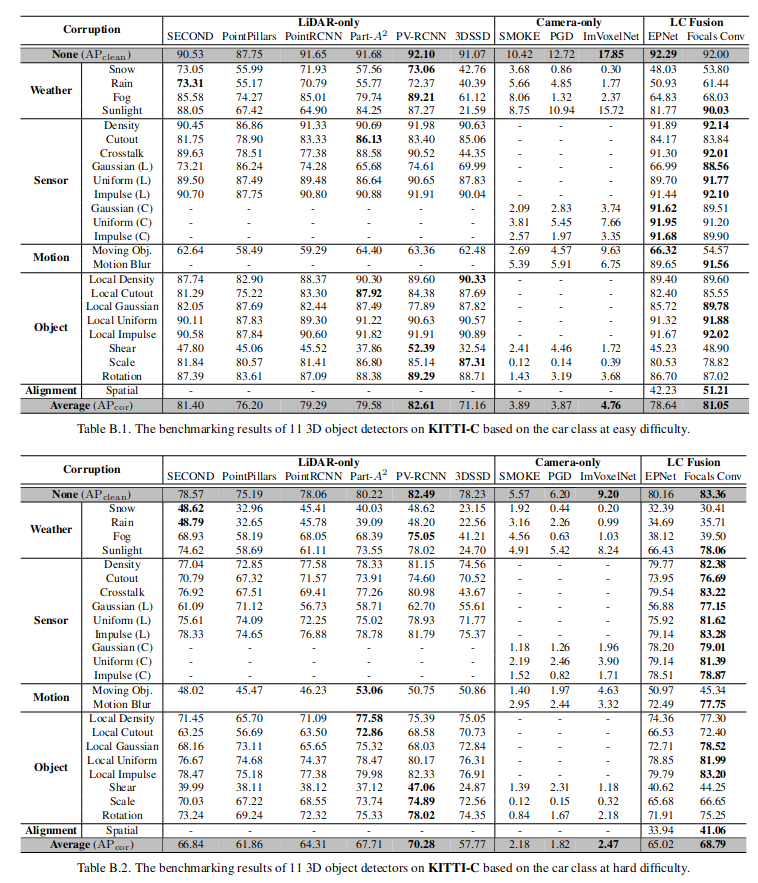 Corruption LiDAR-only Camera-only LC Fusion
SECOND PointPillars PointRCNN Part-A² PV-RCNN 3DSSD SMOKE PGD ImVoxelNet EPNet Focals Conv
None (APclean) 90.53 87.75 91.65 91.68 92.10 91.07 10.42 12.72 17.85 92.29 92.00
Weather Snow 73.05 55.99 71.93 57.56 73.06 42.76 3.68 0.86 0.30 48.03 53.80
Rain 73.31 55.17 70.79 55.77 72.37 40.39 5.66 4.85 1.77 50.93 61.44
Fog 85.58 74.27 85.01 79.74 89.21 61.12 8.06 1.32 2.37 64.83 68.03
Sunlight 88.05 67.42 64.90 84.25 87.27 21.59 8.75 10.94 15.72 81.77 90.03
Sensor Density 90.45 86.86 91.33 90.69 91.98 90.63 - - - 91.89 92.14
Cutout 81.75 78.90 83.33 86.13 83.40 85.06 - - - 84.17 83.84
Crosstalk 89.63 78.51 77.38 88.58 90.52 44.35 - - - 91.30 92.01
Gaussian (L) 73.21 86.24 74.28 65.68 74.61 69.99 - - - 66.99 88.56
Uniform (L) 89.50 87.49 89.48 86.64 90.65 87.83 - - - 89.70 91.77
Impulse (L) 90.70 87.75 90.80 90.88 91.91 90.04 - - - 91.44 92.10
Gaussian (C) - - - - - - 2.09 2.83 3.74 91.62 89.51
Uniform (C) - - - - - - 3.81 5.45 7.66 91.95 91.20
Impulse (C) - - - - - - 2.57 1.97 3.35 91.68 89.90
Motion Moving Obj. 62.64 58.49 59.29 64.40 63.36 62.48 2.69 4.57 9.63 66.32 54.57
Motion Blur - - - - - - 5.39 5.91 6.75 89.65 91.56
Object Local Density 87.74 82.90 88.37 90.30 89.60 90.33 - - - 89.40 89.60
Local Cutout 81.29 75.22 83.30 87.92 84.38 87.69 - - - 82.40 85.55
Local Gaussian 82.05 87.69 82.44 87.49 77.89 87.82 - - - 85.72 89.78
Local Uniform 90.11 87.83 89.30 91.22 90.63 90.57 - - - 91.32 91.88
Local Impulse 90.58 87.84 90.60 91.82 91.91 90.89 - - - 91.67 92.02
Shear 47.80 45.06 45.52 37.86 52.39 32.54 2.41 4.46 1.72 45.23 48.90
Scale 81.84 80.57 81.41 86.80 85.14 87.31 0.12 0.14 0.39 80.53 78.82
Rotation 87.39 83.61 87.09 88.38 89.29 88.71 1.43 3.19 3.68 86.70 87.02
Alignment Spatial - - - - - - - - - 42.23 51.21
Average (APcor) 81.40 76.20 79.29 79.58 82.61 71.16 3.89 3.87 4.76 78.64 81.05
Table B.1. The benchmarking results of 11 3D object detectors on KITTI-C based on the car class at easy difficulty.
Corruption LiDAR-only Camera-only LC Fusion
SECOND PointPillars PointRCNN Part-A² PV-RCNN 3DSSD SMOKE PGD ImVoxelNet EPNet Focals Conv
None (APclean) 78.57 75.19 78.06 80.22 82.49 78.23 5.57 6.20 9.20 80.16 83.36
Weather Snow 48.62 32.96 45.41 40.03 48.62 23.15 1.92 0.44 0.20 32.39 30.41
Rain 48.79 32.65 45.78 39.09 48.20 22.56 3.16 2.26 0.99 34.69 35.71
Fog 68.93 58.19 68.05 68.39 75.05 41.21 4.56 0.63 1.03 38.12 39.50
Sunlight 74.62 58.69 61.11 73.55 78.02 24.70 4.91 5.42 8.24 66.43 78.06
Sensor Density 77.04 72.85 77.58 78.33 81.15 74.56 - - - 79.77 82.38
Cutout 70.79 67.32 71.57 73.91 74.60 70.52 - - - 73.95 76.69
Crosstalk 76.92 67.51 69.41 77.26 80.98 43.67 - - - 79.54 83.22
Gaussian (L) 61.09 71.12 56.73 58.71 62.70 55.61 - - - 56.88 77.15
Uniform (L) 75.61 74.09 72.25 75.02 78.93 71.77 - - - 75.92 81.62
Impulse (L) 78.33 74.65 76.88 78.78 81.79 75.37 - - - 79.14 83.28
Gaussian (C) - - - - - - 1.18 1.26 1.96 78.20 79.01
Uniform (C) - - - - - - 2.19 2.46 3.90 79.14 81.39
Impulse (C) - - - - - - 1.52 0.82 1.71 78.51 78.87
Motion Moving Obj. 48.02 45.47 46.23 53.06 50.75 50.86 1.40 1.97 4.63 50.97 45.34
Motion Blur - - - - - - 2.95 2.44 3.32 72.49 77.75
Object Local Density 71.45 65.70 71.09 77.58 75.39 75.05 - - - 74.36 77.30
Local Cutout 63.25 56.69 63.50 72.86 68.58 70.73 - - - 66.53 72.40
Local Gaussian 68.16 73.11 65.65 75.32 68.03 72.84 - - - 72.71 78.52
Local Uniform 76.67 74.68 74.37 78.47 80.17 76.31 - - - 78.85 81.99
Local Impulse 78.47 75.18 77.38 79.98 82.33 76.91 - - - 79.79 83.20
Shear 39.99 38.11 38.12 37.12 47.06 24.87 1.39 2.31 1.18 40.62 44.25
Scale 70.03 67.22 68.55 73.74 74.89 72.56 0.12 0.15 0.32 65.68 66.65
Rotation 73.24 69.24 72.32 75.33 78.02 74.35 0.84 1.67 2.18 71.91 75.25
Alignment Spatial - - - - - - - - - 33.94 41.06
Average (APcor) 66.84 61.86 64.31 67.71 70.28 57.77 2.18 1.82 2.47 65.02 68.79
Table B.2. The benchmarking results of 11 3D object detectors on KITTI-C based on the car class at hard difficulty.